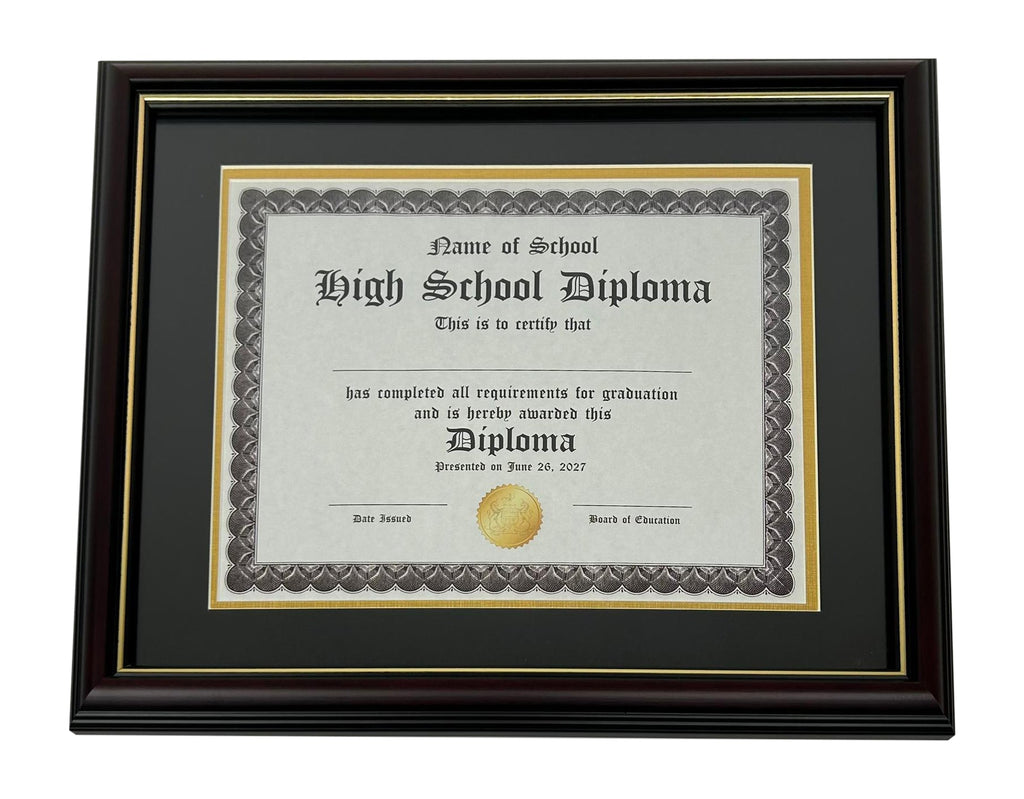 Name of School
High School Diploma
This is to certify that
has completed all requirements for graduation
and is hereby awarded this
Diploma
Presented on June 26, 2027
Date Issued
Board of Education